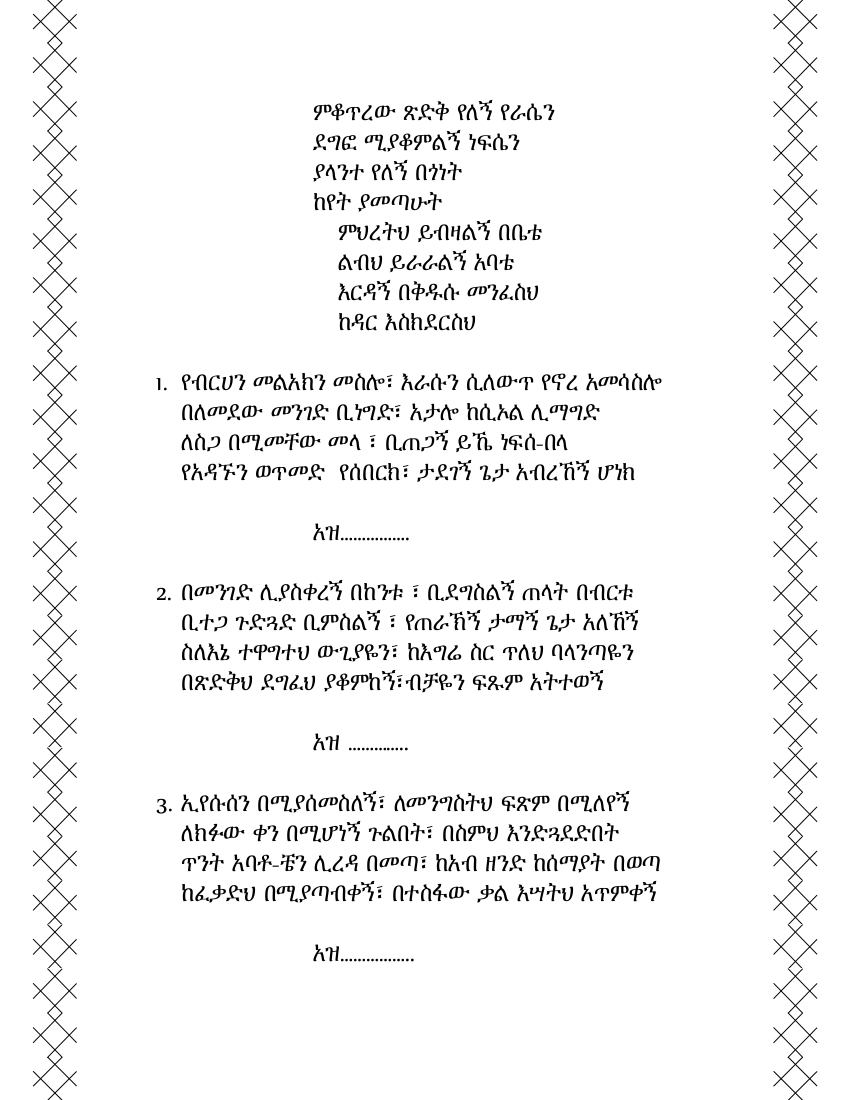 ምቆጥረው ጽድቅ የለኝ የራሴን
ደግፎ ሚያቆምልኝ ነፍሴን
ያላንተ የለኝ በጎነት
ከየት ያመጣሁት
ምህረትህ ይብዛልኝ በቤቴ
ልብህ ይራራልኝ አባቴ
እርዳኝ በቅዱሱ መንፈስህ
ከዳር እስክደርስህ
1. የብርሀን መልአክን መስሎ፣ እራሱን ሲለውጥ የኖረ አመሳስሎ
በለመደው መንገድ ቢነግድ፣ አታሎ ከሲኦል ሊማግድ
ለስጋ በሚመቸው መላ ፣ ቢጠጋኝ ይኼ ነፍሰ-በላ
የአዳኙን ወጥመድ የሰበርክ፣ ታደገኝ ጌታ አብረኸኝ ሆነክ
አዝ................
2. በመንገድ ሊያስቀረኝ በከንቱ ፣ ቢደግስልኝ ጠላት በብርቱ
ቢተጋ ጉድጓድ ቢምስልኝ ፣ የጠራኽኝ ታማኝ ጌታ አለኸኝ
ስለእኔ ተዋግተህ ውጊያዬን፣ ከእግሬ ስር ጥለህ ባላንጣዬን
በጽድቅህ ደግፈህ ያቆምከኝ፣ብቻዬን ፍጹም አትተወኝ
አዝ ..............
3. ኢየሱሰን በሚያሰመስለኝ፣ ለመንግስትህ ፍጽም በሚለየኝ
ለክፉው ቀን በሚሆነኝ ጉልበት፣ በስምህ እንድጓደድበት
ጥንት አባቶ-ቼን ሊረዳ በመጣ፣ ከአብ ዘንድ ከሰማያት በወጣ
ከፈቃድህ በሚያጣብቀኝ፣ በተስፋው ቃል እሣትህ አጥምቀኝ
አዝ.................